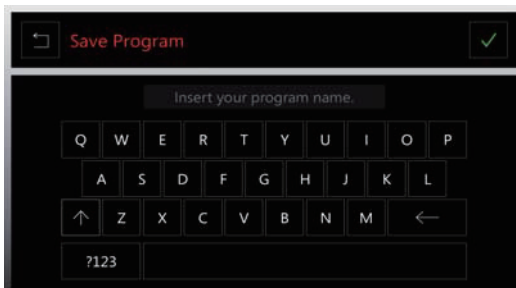 Save Program
Insert your program name.
Q W E R T Y U I O P
A S D F G H J K L
Z X C V B N M
?123